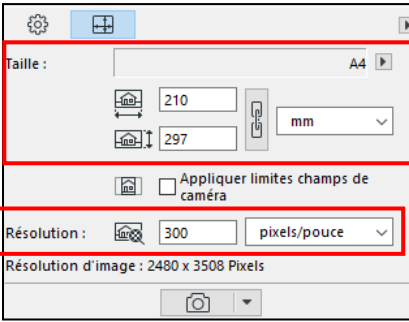 Taille :
A4
210
297
mm
Appliquer limites champs de
caméra
Résolution :
300
pixels/pouce
Résolution d'image : 2480 x 3508 Pixels